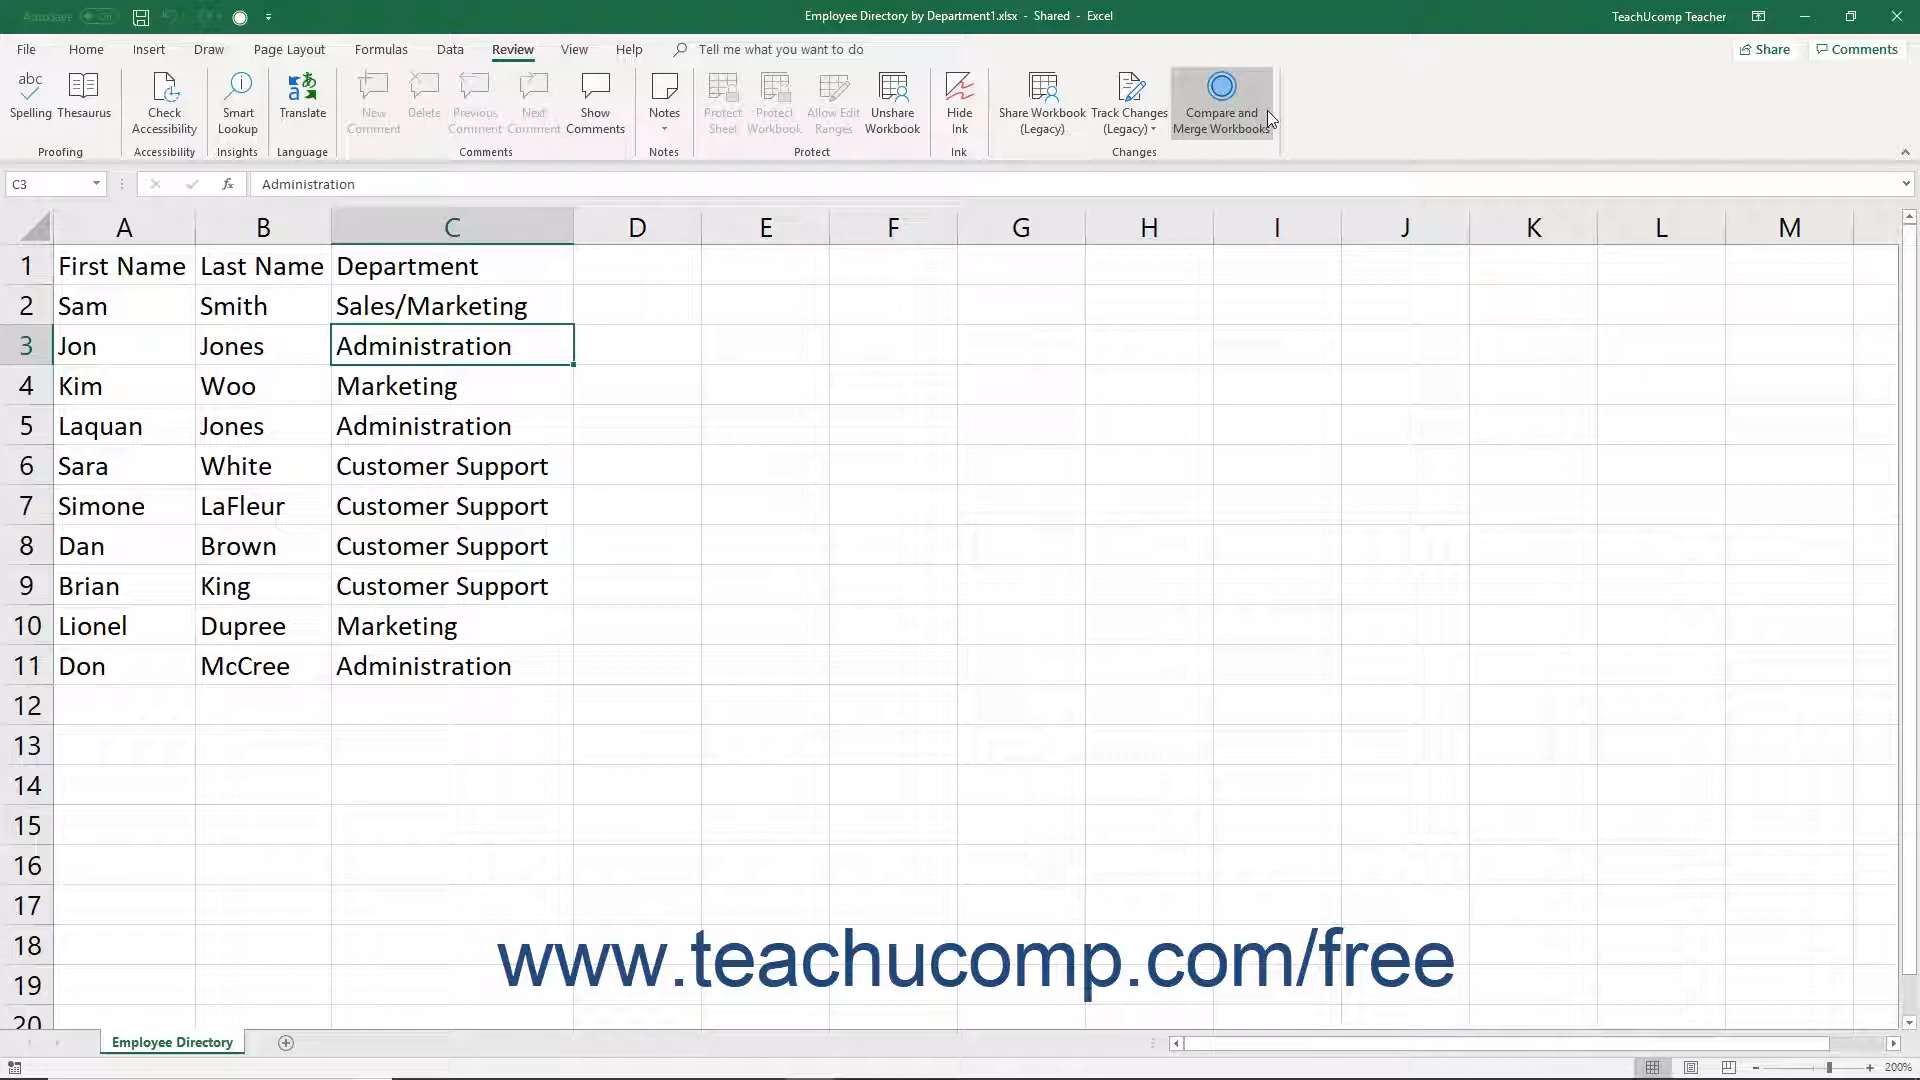 AutoSave Off
Employee Directory by Department1.xlsx - Shared - Excel
TeachUcomp Teacher
File Home Insert Draw Page Layout Formulas Data Review View Help Tell me what you want to do Share Comments
abc
Spelling Thesaurus
Check Accessibility
Smart Lookup
Translate
New Comment
Delete
Previous Comment
Next Comment
Show Comments
Notes
Protect Sheet
Protect Workbook
Allow Edit Ranges
Unshare Workbook
Hide Ink
Share Workbook (Legacy)
Track Changes (Legacy)
Compare and Merge Workbooks
Proofing Accessibility Insights Language Comments Notes Protect Ink Changes
C3 fx Administration
A B C D E F G H I J K L M
1 First Name Last Name Department
2 Sam Smith Sales/Marketing
3 Jon Jones Administration
4 Kim Woo Marketing
5 Laquan Jones Administration
6 Sara White Customer Support
7 Simone LaFleur Customer Support
8 Dan Brown Customer Support
9 Brian King Customer Support
10 Lionel Dupree Marketing
11 Don McCree Administration
12
13
14
15
16
17
18
19
20
www.teachucomp.com/free
Employee Directory
200%